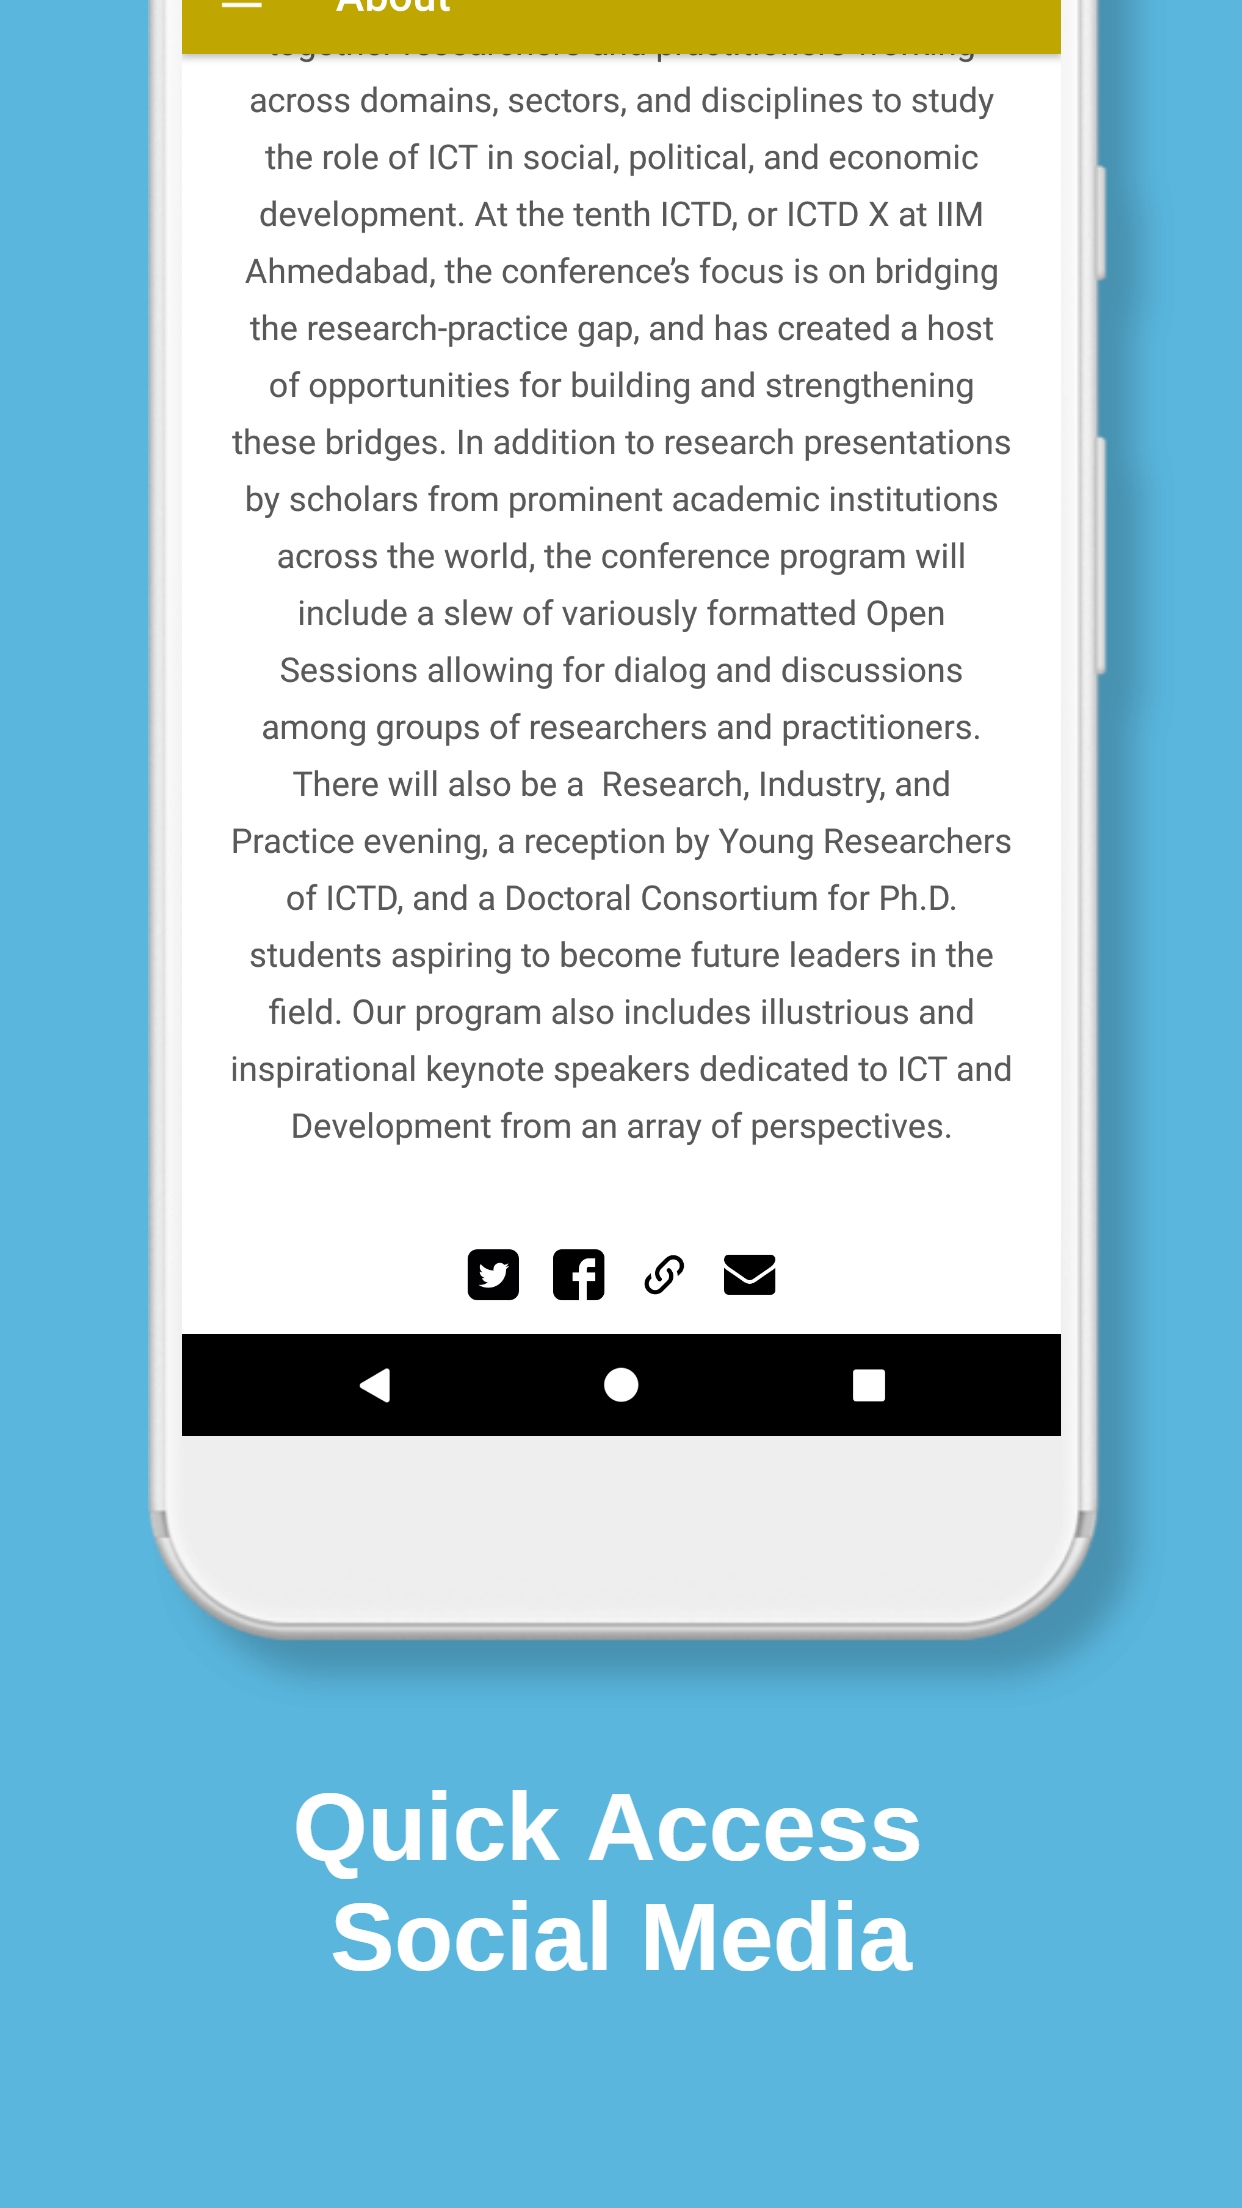 About
together researchers and practitioners working
across domains, sectors, and disciplines to study
the role of ICT in social, political, and economic
development. At the tenth ICTD, or ICTD X at IIM
Ahmedabad, the conference’s focus is on bridging
the research-practice gap, and has created a host
of opportunities for building and strengthening
these bridges. In addition to research presentations
by scholars from prominent academic institutions
across the world, the conference program will
include a slew of variously formatted Open
Sessions allowing for dialog and discussions
among groups of researchers and practitioners.
There will also be a  Research, Industry, and
Practice evening, a reception by Young Researchers
of ICTD, and a Doctoral Consortium for Ph.D.
students aspiring to become future leaders in the
field. Our program also includes illustrious and
inspirational keynote speakers dedicated to ICT and
Development from an array of perspectives.
Quick Access
Social Media